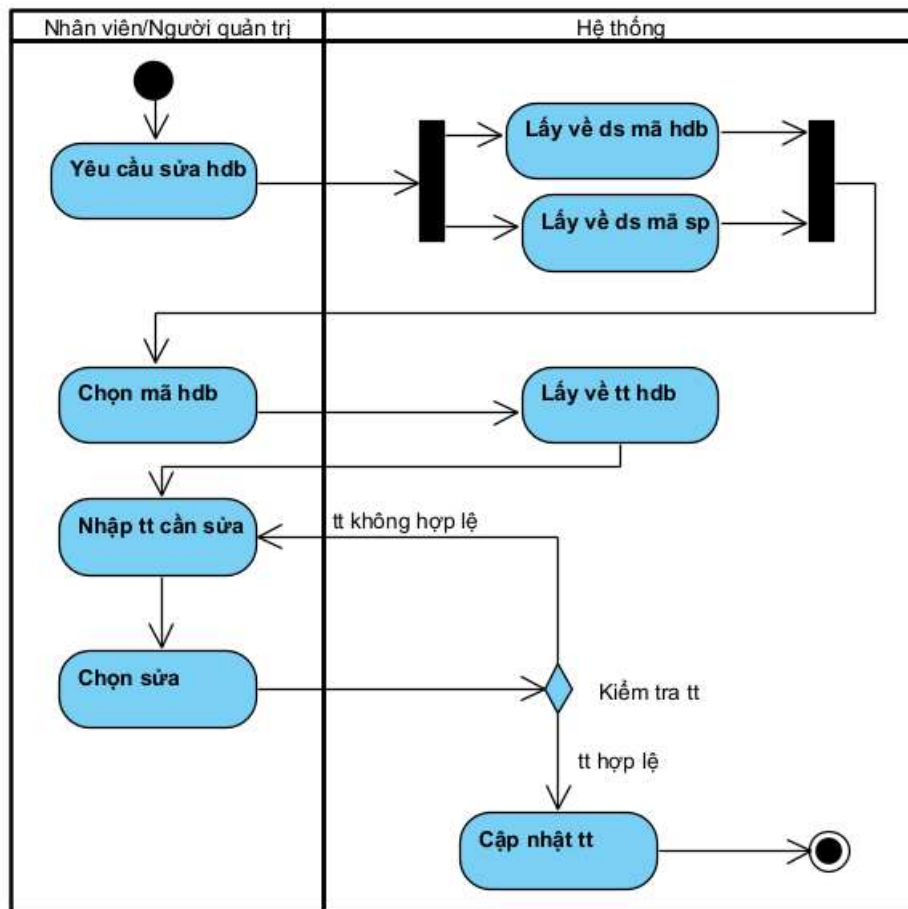 Nhân viên/Người quản trị
Hệ thống
Lấy về ds mã hdb
Yêu cầu sửa hdb
Lấy về ds mã sp
Chọn mã hdb
Lấy về tt hdb
Nhập tt cần sửa
tt không hợp lệ
Chọn sửa
Kiểm tra tt
tt hợp lệ
Cập nhật tt